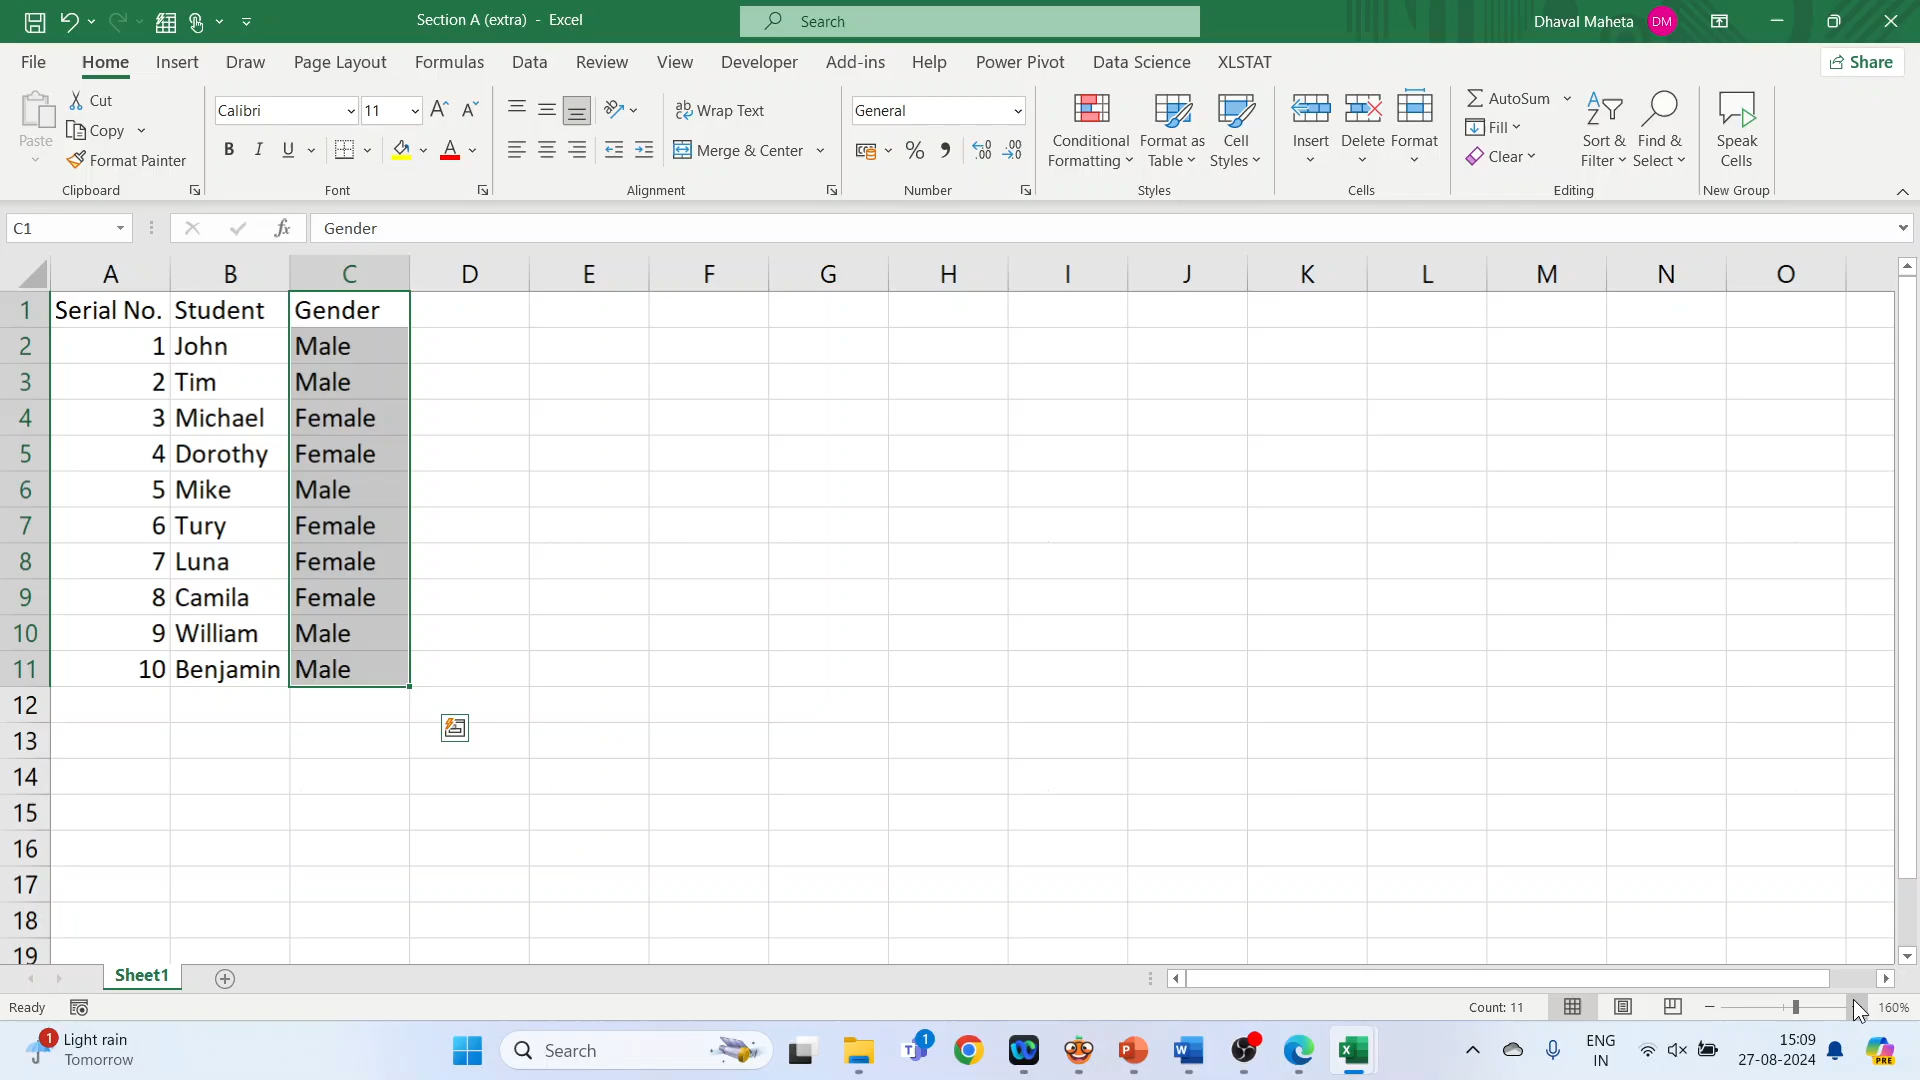 Section A (extra) - Excel
Search
Dhaval Maheta DM
File Home Insert Draw Page Layout Formulas Data Review View Developer Add-ins Help Power Pivot Data Science XLSTAT Share
Paste
Cut
Copy
Format Painter
Clipboard
Calibri 11
B I U A
Font
ab Wrap Text
Merge & Center
Alignment
General
% , .00
Number
Conditional
Formatting
Format as
Table
Cell
Styles
Styles
Insert Delete Format
Cells
AutoSum
Fill
Clear
Sort &
Filter
Find &
Select
Editing
Speak
Cells
New Group
C1 fx Gender
A B C D E F G H I J K L M N O
1 Serial No. Student Gender
2 1 John Male
3 2 Tim Male
4 3 Michael Female
5 4 Dorothy Female
6 5 Mike Male
7 6 Tury Female
8 7 Luna Female
9 8 Camila Female
10 9 William Male
11 10 Benjamin Male
12
13
14
15
16
17
18
19
Sheet1
Ready Count: 11 160%
1 Light rain
Tomorrow
Search
1
ENG
IN
15:09
27-08-2024
PRE